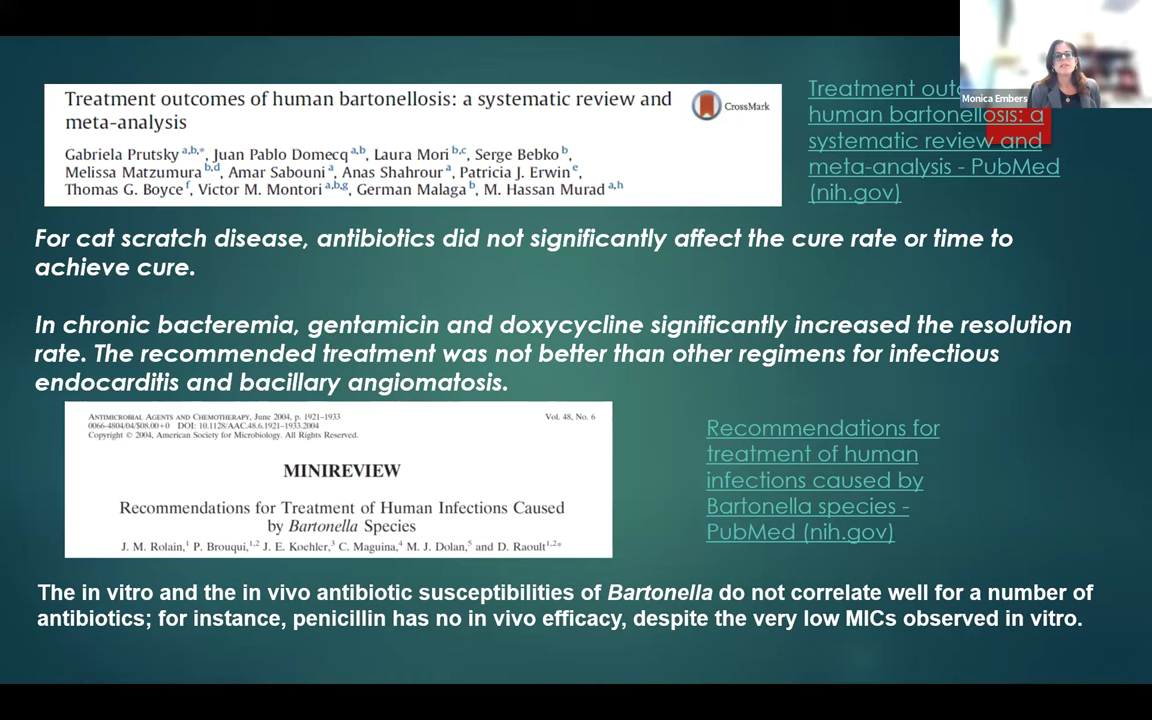 Treatment outcomes of human bartonellosis: a systematic review and
meta-analysis
CrossMark
Gabriela Prutsky a,b,*, Juan Pablo Domecq a,b, Laura Mori b,c, Serge Bebko b,
Melissa Matzumura b,d, Amar Sabouni a, Anas Shahrour a, Patricia J. Erwin e,
Thomas G. Boyce f, Victor M. Montori a,b,g, German Malaga b, M. Hassan Murad a,h
Treatment
human bartonellosis: a
systematic review and
meta-analysis - PubMed
(nih.gov)
Monica Embers
For cat scratch disease, antibiotics did not significantly affect the cure rate or time to
achieve cure.
In chronic bacteremia, gentamicin and doxycycline significantly increased the resolution
rate. The recommended treatment was not better than other regimens for infectious
endocarditis and bacillary angiomatosis.
ANTIMICROBIAL AGENTS AND CHEMOTHERAPY, June 2004, p. 1921–1933
Vol. 48, No. 6
0066-4804/04/$08.00+0 DOI: 10.1128/AAC.48.6.1921–1933.2004
Copyright © 2004, American Society for Microbiology. All Rights Reserved.
MINIREVIEW
Recommendations for Treatment of Human Infections Caused
by Bartonella Species
J. M. Rolain,1 P. Brouqui,1,2 J. E. Koehler,3 C. Maguina,4 M. J. Dolan,5 and D. Raoult1,2*
Recommendations for
treatment of human
infections caused by
Bartonella species -
PubMed (nih.gov)
The in vitro and the in vivo antibiotic susceptibilities of Bartonella do not correlate well for a number of
antibiotics; for instance, penicillin has no in vivo efficacy, despite the very low MICs observed in vitro.